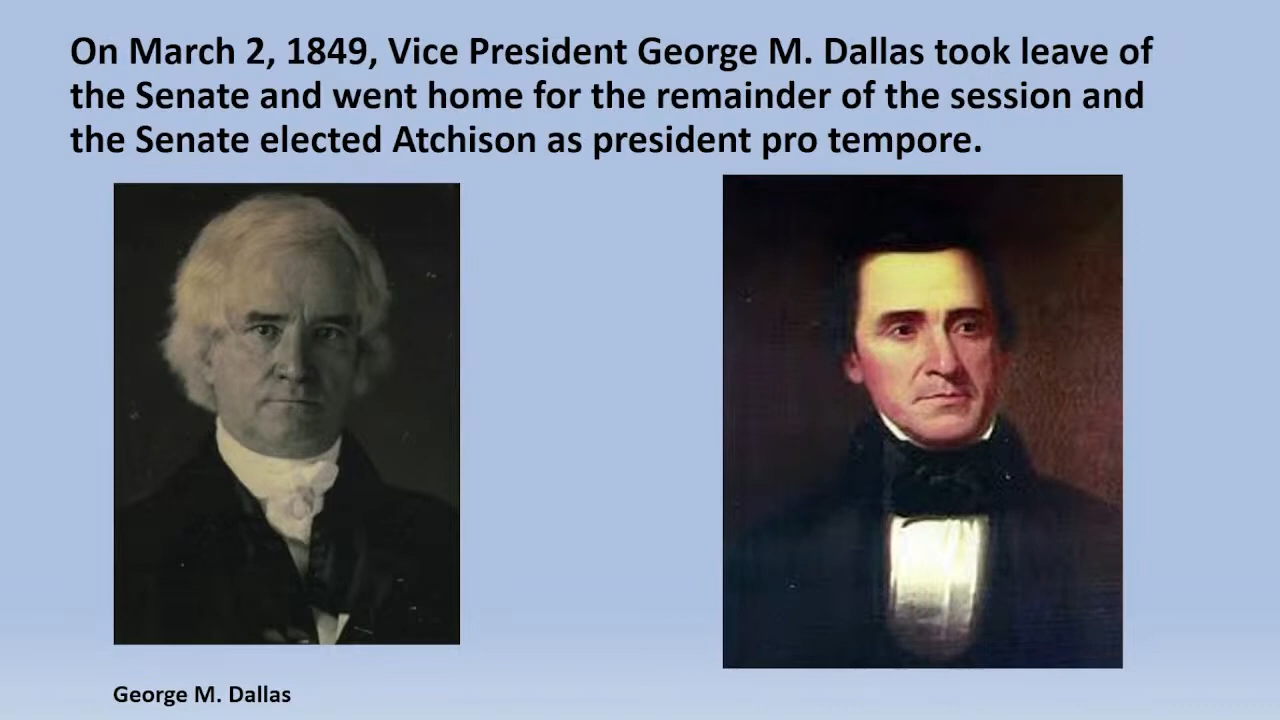 On March 2, 1849, Vice President George M. Dallas took leave of
the Senate and went home for the remainder of the session and
the Senate elected Atchison as president pro tempore.
George M. Dallas